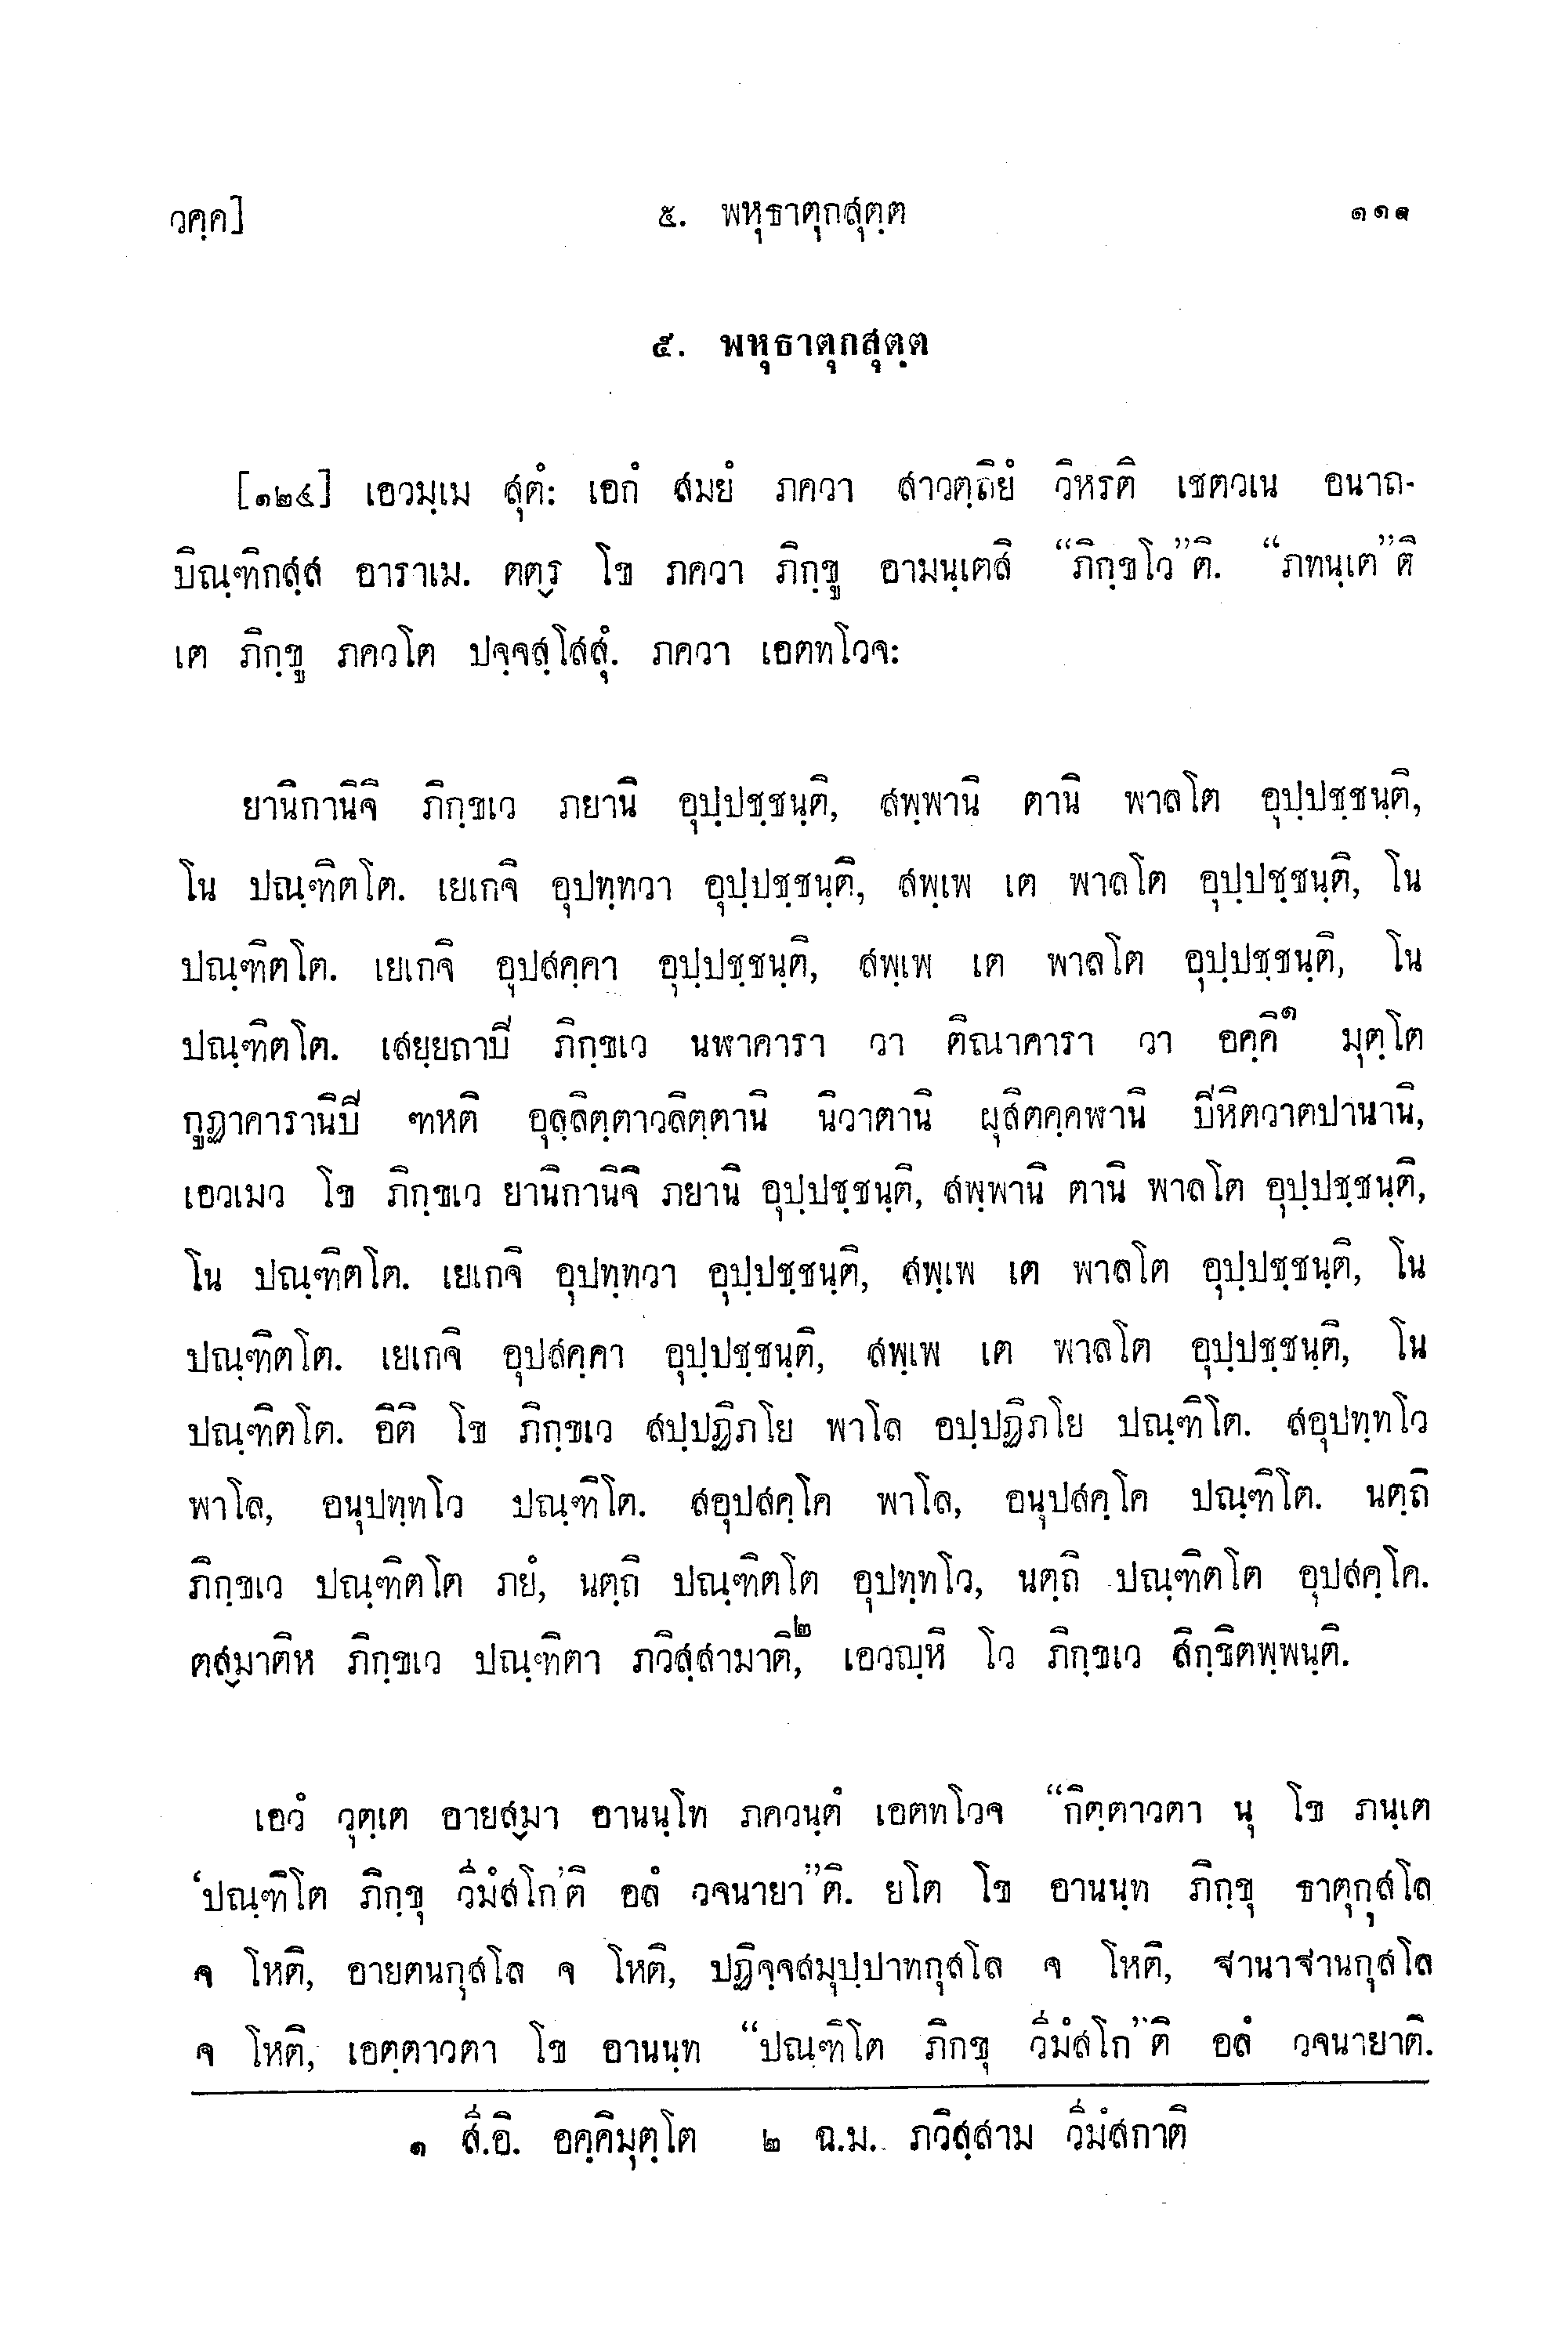 วคฺค]
๕. พหุธาตุกสุตฺต
๑๑๑
๕. พหุธาตุกสุตฺต
[๑๒๔] เอวมฺเม สุตํ: เอกํ สมยํ ภควา สาวตฺถิยํ วิหรติ เชตวเน อนาถ-
ปิณฺฑิกสฺส อาราเม. ตตฺร โข ภควา ภิกฺขู อามนฺเตสิ “ภิกฺขโว”ติ. “ภทนฺเต”ติ
เต ภิกฺขู ภควโต ปจฺจสฺโสสุํ. ภควา เอตทโวจ:
ยานิกานิจิ ภิกฺขเว ภยานิ อุปฺปชฺชนฺติ, สพฺพานิ ตานิ พาลโต อุปฺปชฺชนฺติ,
โน ปณฺฑิตโต. เยเกจิ อุปทฺทวา อุปฺปชฺชนฺติ, สพฺเพ เต พาลโต อุปฺปชฺชนฺติ, โน
ปณฺฑิตโต. เยเกจิ อุปสคฺคา อุปฺปชฺชนฺติ, สพฺเพ เต พาลโต อุปฺปชฺชนฺติ, โน
ปณฺฑิตโต. เสยฺยถาปิ ภิกฺขเว นฬาคารา วา ติณาคารา วา อคฺคิ๑ มุตฺโต
กูฏาคารานิปิ ฑหติ อุลฺลิตฺตาวลิตฺตานิ นิวาตานิ ผุสิตคฺคฬานิ ปิหิตวาตปานานิ,
เอวเมว โข ภิกฺขเว ยานิกานิจิ ภยานิ อุปฺปชฺชนฺติ, สพฺพานิ ตานิ พาลโต อุปฺปชฺชนฺติ,
โน ปณฺฑิตโต. เยเกจิ อุปทฺทวา อุปฺปชฺชนฺติ, สพฺเพ เต พาลโต อุปฺปชฺชนฺติ, โน
ปณฺฑิตโต. เยเกจิ อุปสคฺคา อุปฺปชฺชนฺติ, สพฺเพ เต พาลโต อุปฺปชฺชนฺติ, โน
ปณฺฑิตโต. อิติ โข ภิกฺขเว สปฺปฏิภโย พาโล อปฺปฏิภโย ปณฺฑิโต. สอุปทฺทโว
พาโล, อนุปทฺทโว ปณฺฑิโต. สอุปสคฺโค พาโล, อนุปสคฺโค ปณฺฑิโต. นตฺถิ
ภิกฺขเว ปณฺฑิตโต ภยํ, นตฺถิ ปณฺฑิตโต อุปทฺทโว, นตฺถิ ปณฺฑิตโต อุปสคฺโค.
ตสฺมาติห ภิกฺขเว ปณฺฑิตา ภวิสฺสามาติ,๒ เอวญฺหิ โว ภิกฺขเว สิกฺขิตพฺพนฺติ.
เอวํ วุตฺเต อายสฺมา อานนฺโท ภควนฺตํ เอตทโวจ “กิตฺตาวตา นุ โข ภนฺเต
‘ปณฺฑิโต ภิกฺขุ วีมํสโก’ติ อลํ วจนายา”ติ. ยโต โข อานนฺท ภิกฺขุ ธาตุกุสโล
จ โหติ, อายตนกุสโล จ โหติ, ปฏิจฺจสมุปฺปาทกุสโล จ โหติ, ฐานาฐานกุสโล
จ โหติ, เอตฺตาวตา โข อานนฺท “ปณฺฑิโต ภิกขุ วีมํสโก”ติ อลํ วจนายาติ.
๑ สี.อิ. อคฺคิมุตฺโต ๒ ฉ.ม. ภวิสฺสาม วีมํสกาติ